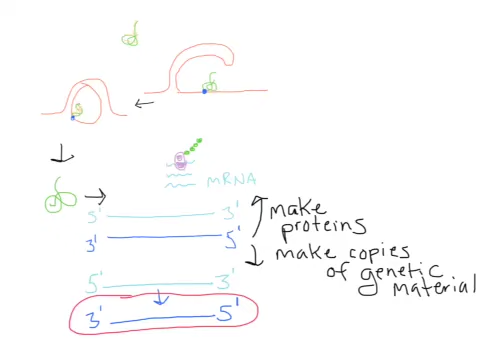 mRNA
5' 3'
3' 5'
make
proteins
make copies
of genetic
material
5' 3'
3' 5'